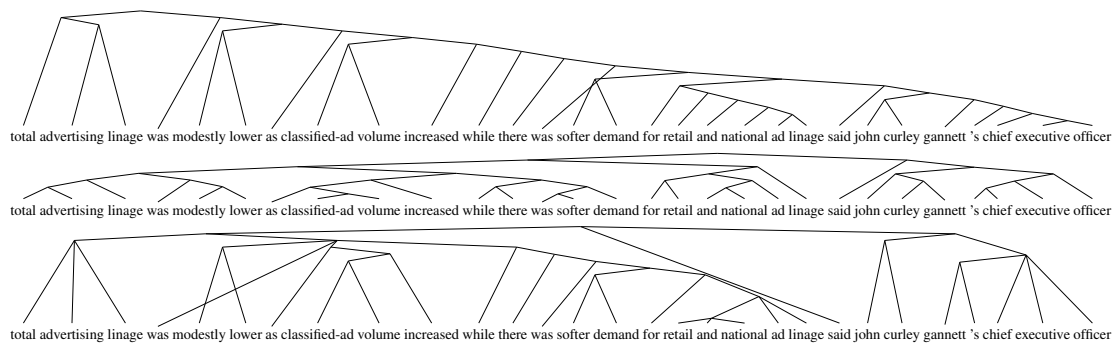 total advertising linage was modestly lower as classified-ad volume increased while there was softer demand for retail and national ad linage said john curley gannett 's chief executive officer
total advertising linage was modestly lower as classified-ad volume increased while there was softer demand for retail and national ad linage said john curley gannett 's chief executive officer
total advertising linage was modestly lower as classified-ad volume increased while there was softer demand for retail and national ad linage said john curley gannett 's chief executive officer